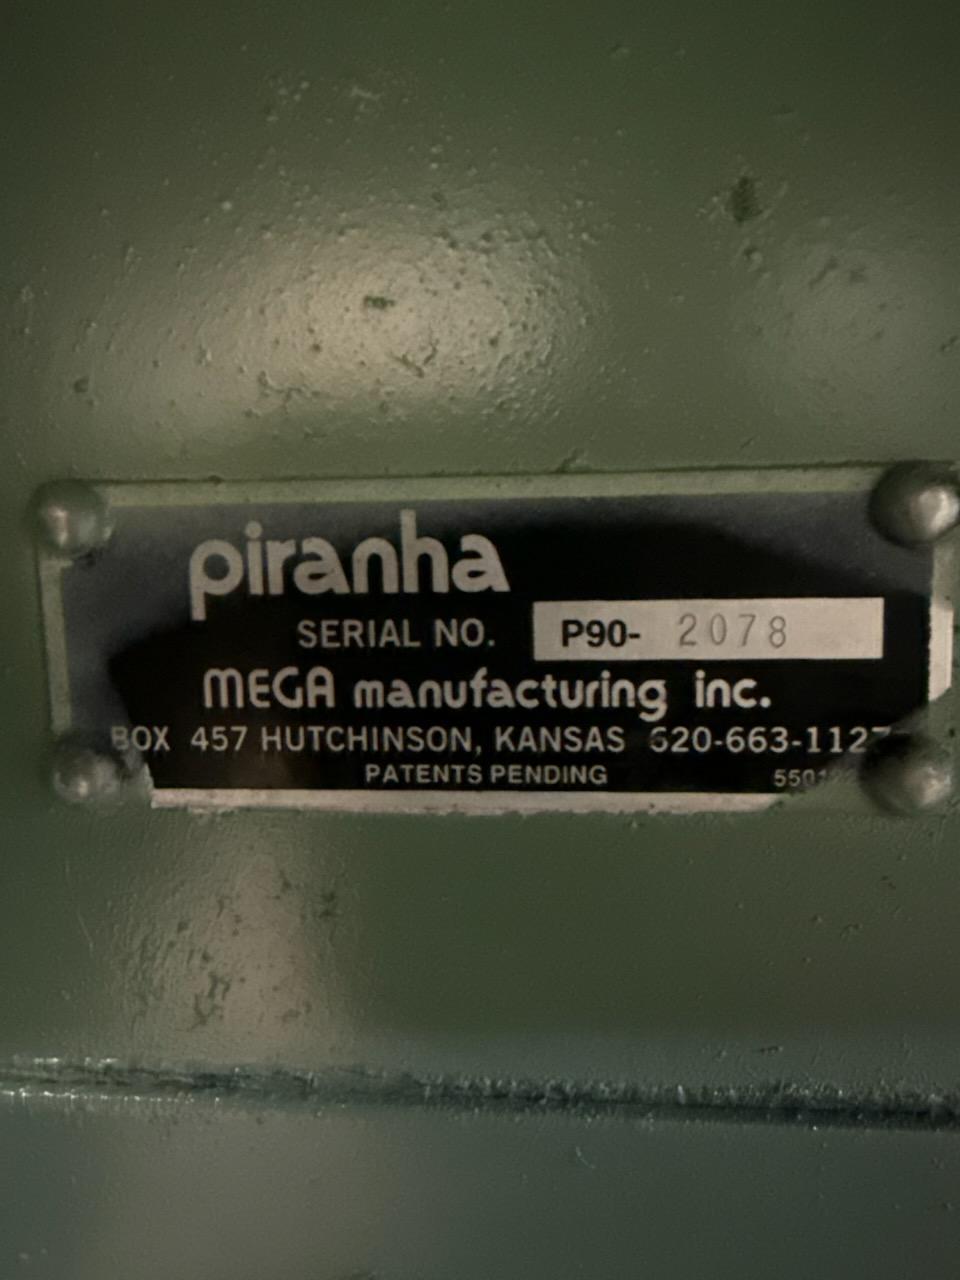 piranha
SERIAL NO. P90- 2078
MEGA manufacturing inc.
BOX 457 HUTCHINSON, KANSAS 620-663-1127
PATENTS PENDING